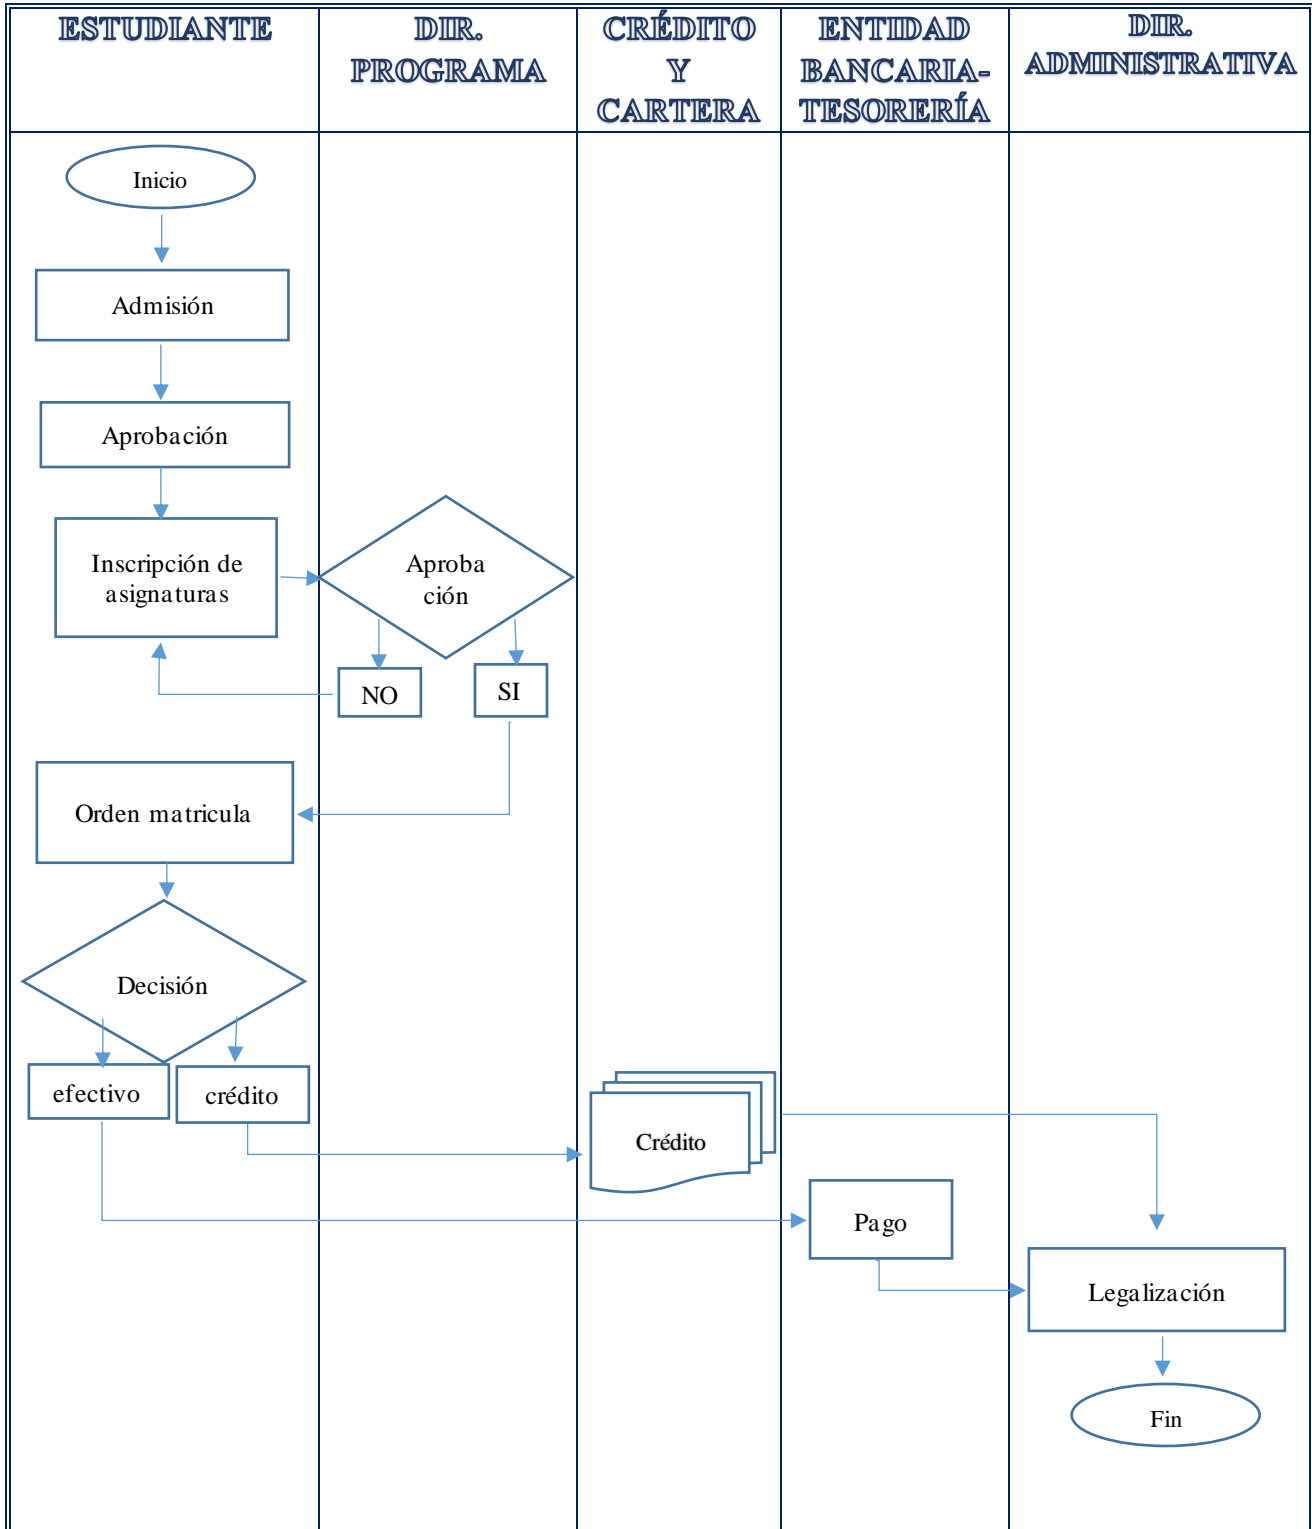 ESTUDIANTE
DIR.
PROGRAMA
CRÉDITO
Y
CARTERA
ENTIDAD
BANCARIA-
TESORERÍA
DIR.
ADMINISTRATIVA
Inicio
Admisión
Aprobación
Inscripción de
asignaturas
Aproba
ción
NO
SI
Orden matricula
Decisión
efectivo
crédito
Crédito
Pago
Legalización
Fin